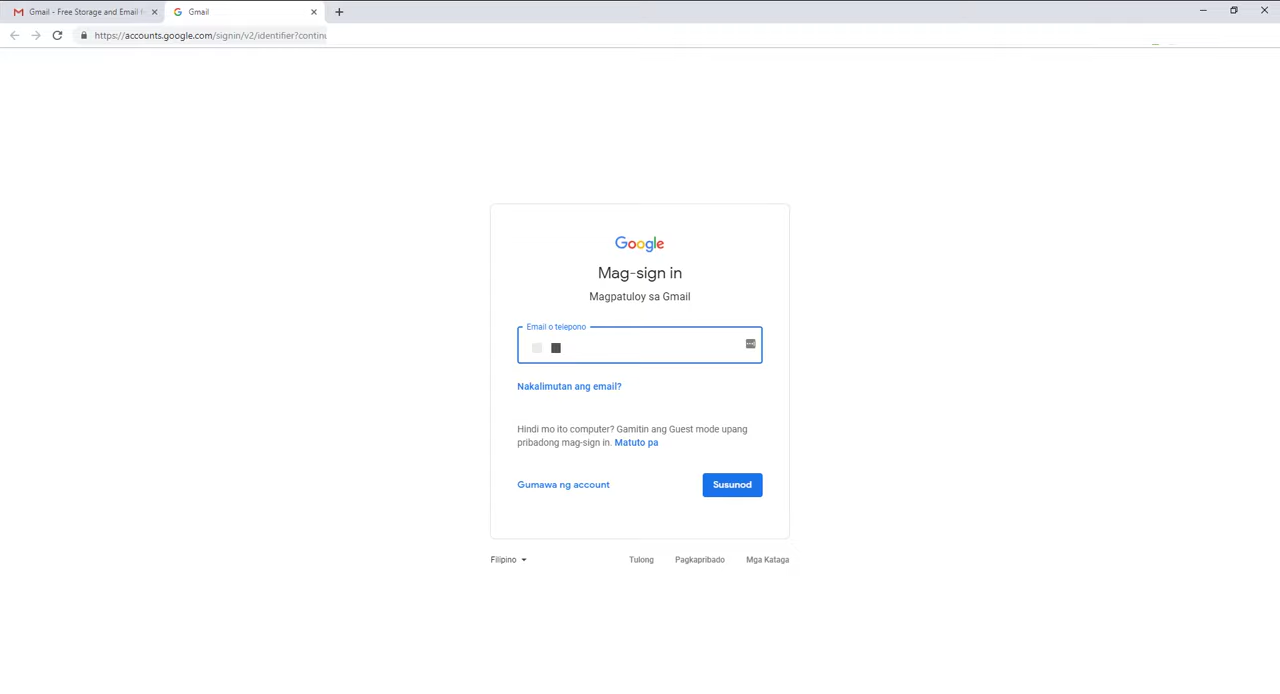 Gmail - Free Storage and Email
Gmail
https://accounts.google.com/signin/v2/identifier?continu
Google
Mag-sign in
Magpatuloy sa Gmail
Email o telepono
Nakalimutan ang email?
Hindi mo ito computer? Gamitin ang Guest mode upang
pribadong mag-sign in. Matuto pa
Gumawa ng account
Susunod
Filipino
Tulong
Pagkapribado
Mga Kataga